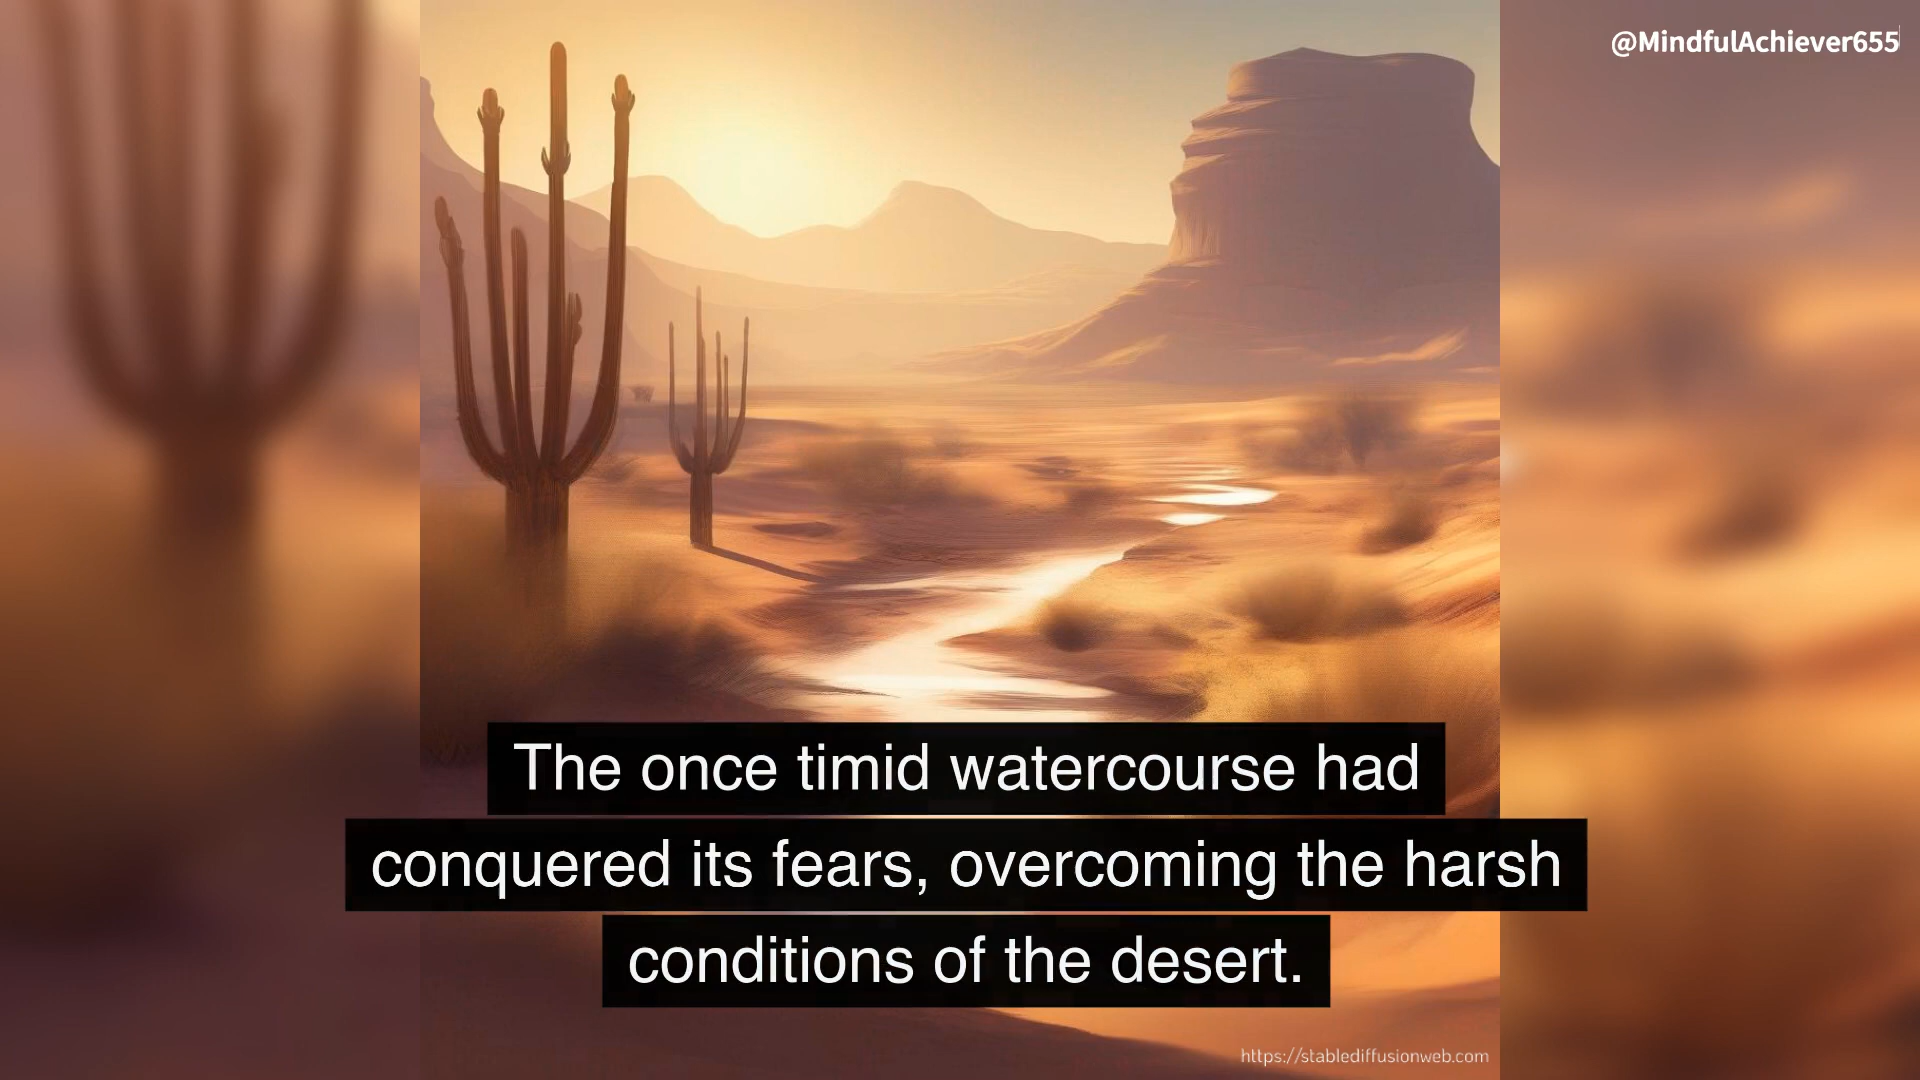 @MindfulAchiever655
The once timid watercourse had
conquered its fears, overcoming the harsh
conditions of the desert.
https://stablediffusionweb.com